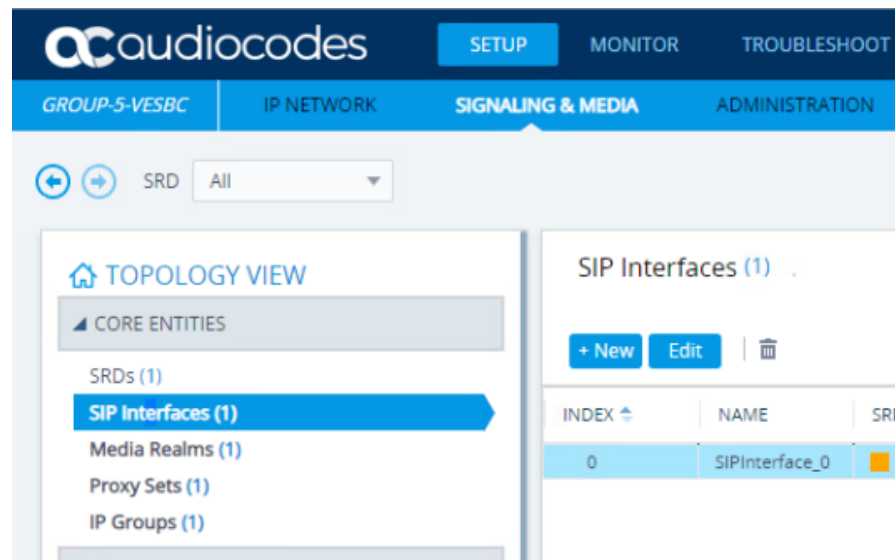 audiocodes SETUP MONITOR TROUBLESHOOT
GROUP-5-VESBC IP NETWORK SIGNALING & MEDIA ADMINISTRATION
SRD All
TOPOLOGY VIEW
CORE ENTITIES
SRDs (1)
SIP Interfaces (1)
Media Realms (1)
Proxy Sets (1)
IP Groups (1)
SIP Interfaces (1)
+ New Edit
INDEX NAME
0 SIPInterface_0